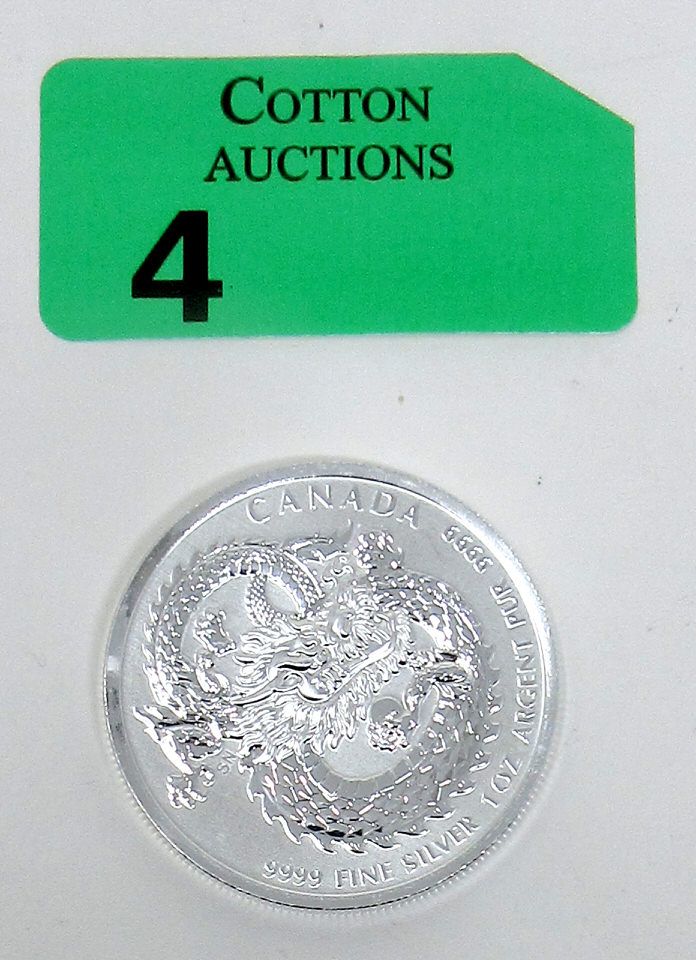 COTTON
AUCTIONS
4
CANADA
9999 FINE SILVER 1 OZ ARGENT PUR 9999